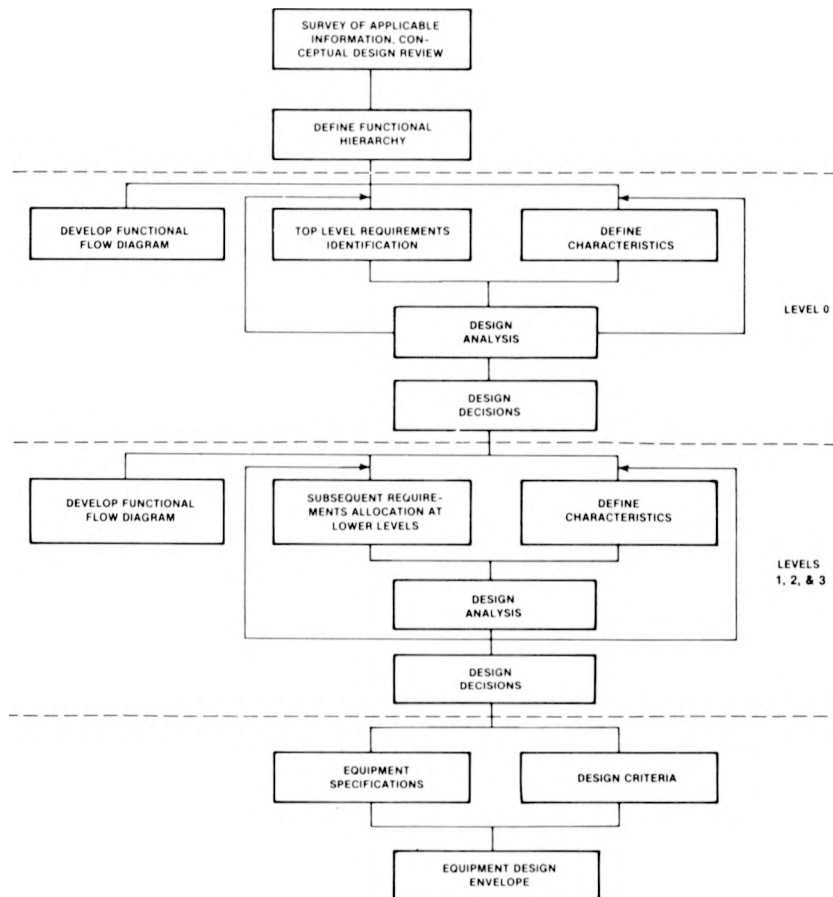 SURVEY OF APPLICABLE
INFORMATION, CON-
CEPTUAL DESIGN REVIEW
DEFINE FUNCTIONAL
HIERARCHY
DEVELOP FUNCTIONAL
FLOW DIAGRAM
TOP LEVEL REQUIREMENTS
IDENTIFICATION
DEFINE
CHARACTERISTICS
DESIGN
ANALYSIS
LEVEL 0
DESIGN
DECISIONS
DEVELOP FUNCTIONAL
FLOW DIAGRAM
SUBSEQUENT REQUIRE-
MENTS ALLOCATION AT
LOWER LEVELS
DEFINE
CHARACTERISTICS
LEVELS
1, 2, & 3
DESIGN
ANALYSIS
DESIGN
DECISIONS
EQUIPMENT
SPECIFICATIONS
DESIGN CRITERIA
EQUIPMENT DESIGN
ENVELOPE